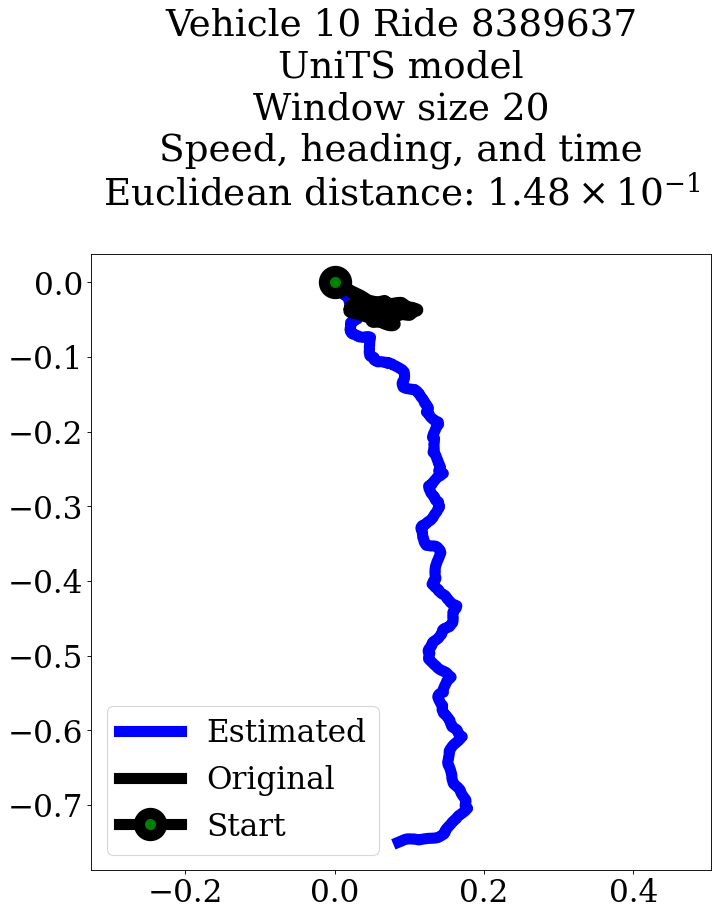 Vehicle 10 Ride 8389637
UniTS model
Window size 20
Speed, heading, and time
Euclidean distance: 1.48 × 10⁻¹
0.0
−0.1
−0.2
−0.3
−0.4
−0.5
−0.6
−0.7
Estimated
Original
Start
−0.2 0.0 0.2 0.4